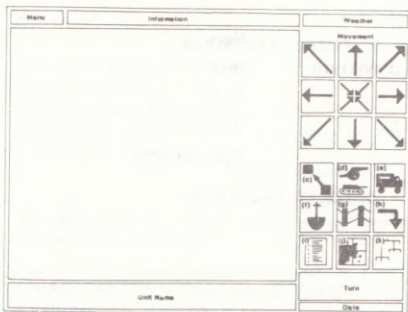 Menu
Information
Weather
Movement
(c)
(d)
(e)
(f)
(g)
(h)
(i)
(j)
(k)
Unit Name
Turn
Date